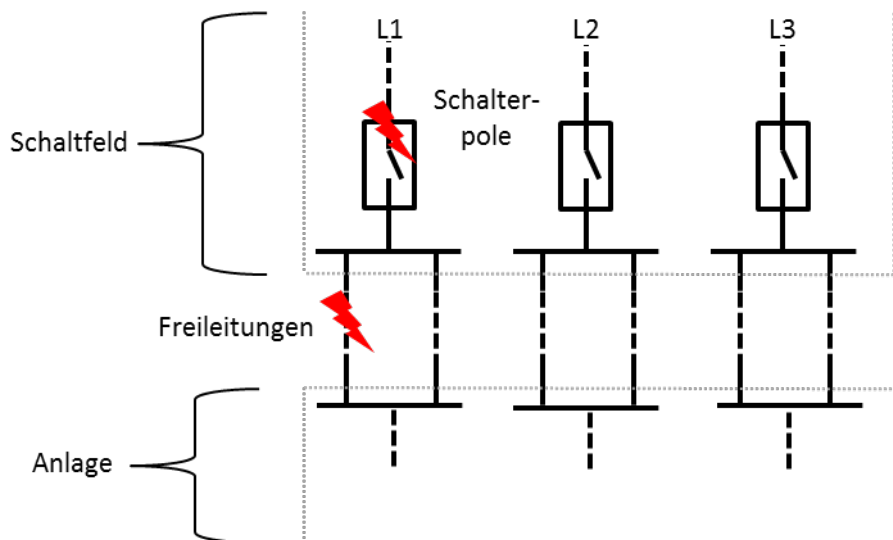 L1
L2
L3
Schalter-
pole
Schaltfeld
Freileitungen
Anlage